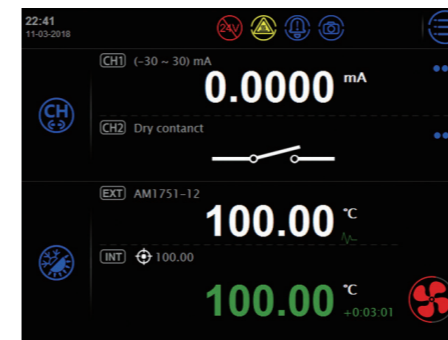 22:41
11-03-2018
24V
CH1 (-30 ~ 30) mA
0.0000 mA
CH
CH2 Dry contanct
EXT AM1751-12
100.00 °C
INT 100.00
100.00 °C
+0:03:01